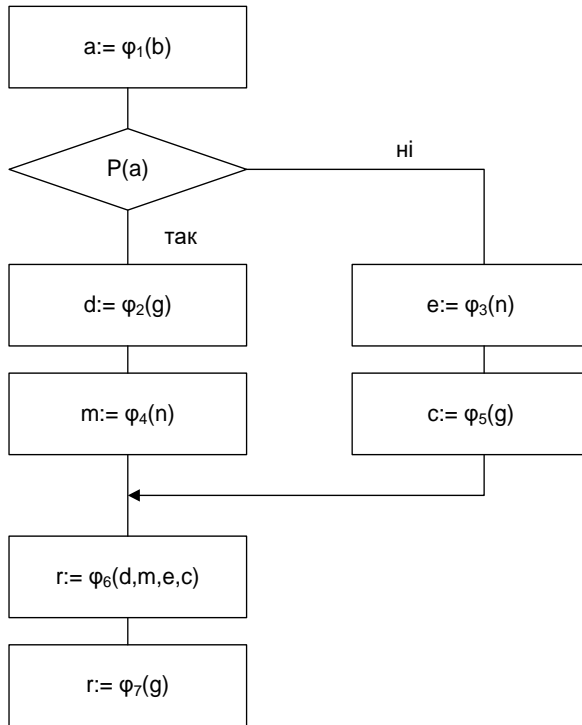 a:= φ₁(b)
P(a)
ні
так
d:= φ₂(g)
e:= φ₃(n)
m:= φ₄(n)
c:= φ₅(g)
r:= φ₆(d,m,e,c)
r:= φ₇(g)